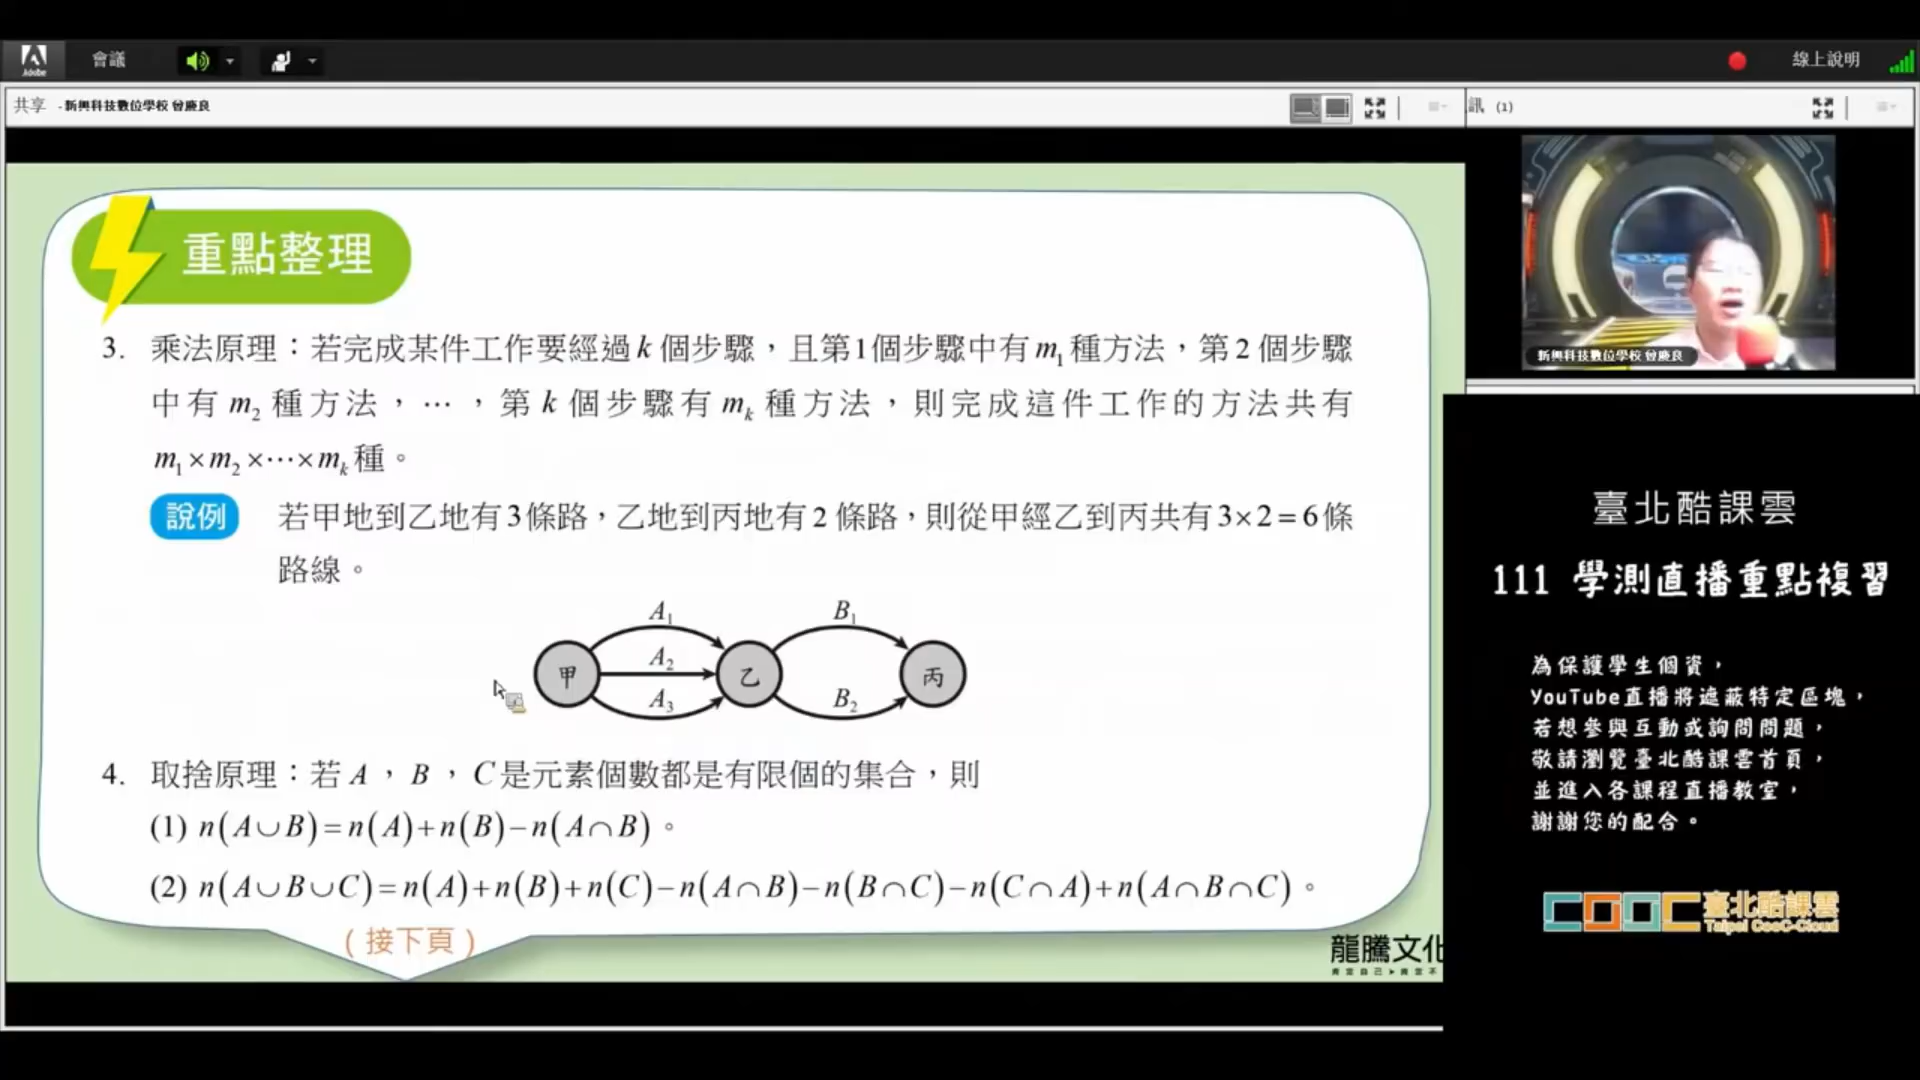 Adobe
會議
線上說明
共享 - 新興科技數位學校 曾慶良
訊 (1)
重點整理
3. 乘法原理：若完成某件工作要經過 k 個步驟，且第1個步驟中有 m₁ 種方法，第 2 個步驟
中有 m₂ 種方法，⋯，第 k 個步驟有 mₖ 種方法，則完成這件工作的方法共有
m₁×m₂×⋯×mₖ 種。
說例 若甲地到乙地有3條路，乙地到丙地有 2 條路，則從甲經乙到丙共有3×2=6條
路線。
A₁ B₁
甲 A₂ 乙 丙
A₃ B₂
4. 取捨原理：若 A，B，C是元素個數都是有限個的集合，則
(1) n(A∪B)=n(A)+n(B)−n(A∩B)。
(2) n(A∪B∪C)=n(A)+n(B)+n(C)−n(A∩B)−n(B∩C)−n(C∩A)+n(A∩B∩C)。
(接下頁)
龍騰文化
新興科技數位學校 曾慶良
臺北酷課雲
111 學測直播重點複習
為保護學生個資，
YouTube直播將遮蔽特定區塊，
若想參與互動或詢問問題，
敬請瀏覽臺北酷課雲首頁，
並進入各課程直播教室，
謝謝您的配合。
COOC 臺北酷課雲
Taipei CooC-Cloud